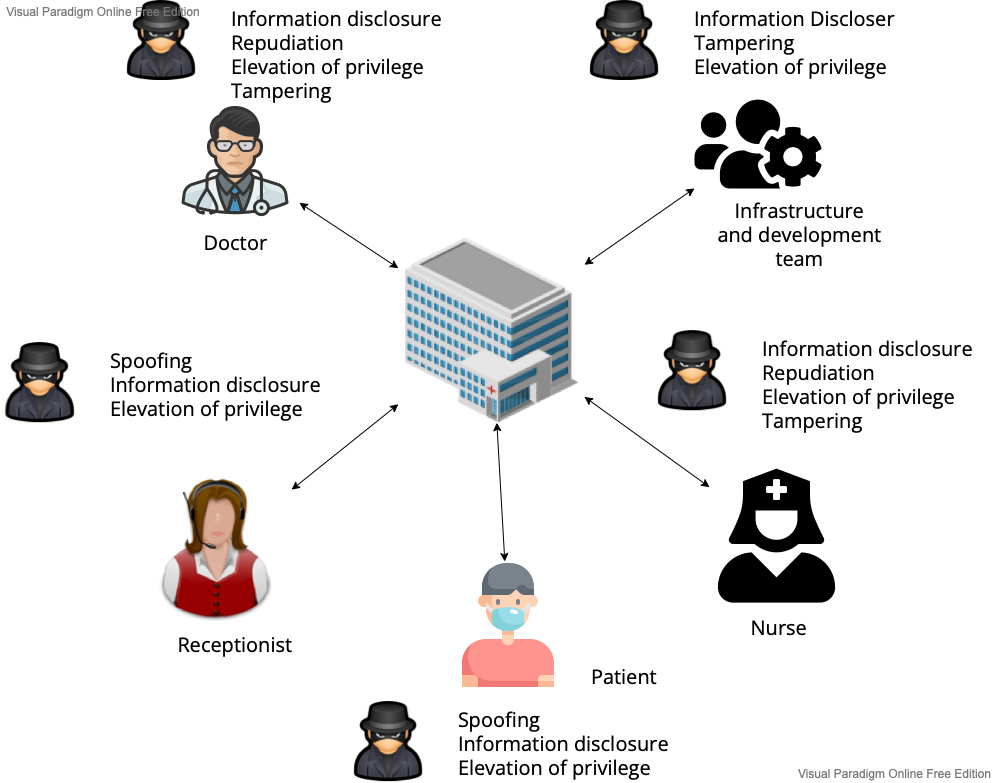 Visual Paradigm Online Free Edition
Information disclosure
Repudiation
Elevation of privilege
Tampering
Information Discloser
Tampering
Elevation of privilege
Doctor
Infrastructure
and development
team
Spoofing
Information disclosure
Elevation of privilege
Information disclosure
Repudiation
Elevation of privilege
Tampering
Receptionist
Nurse
Patient
Spoofing
Information disclosure
Elevation of privilege
Visual Paradigm Online Free Edition